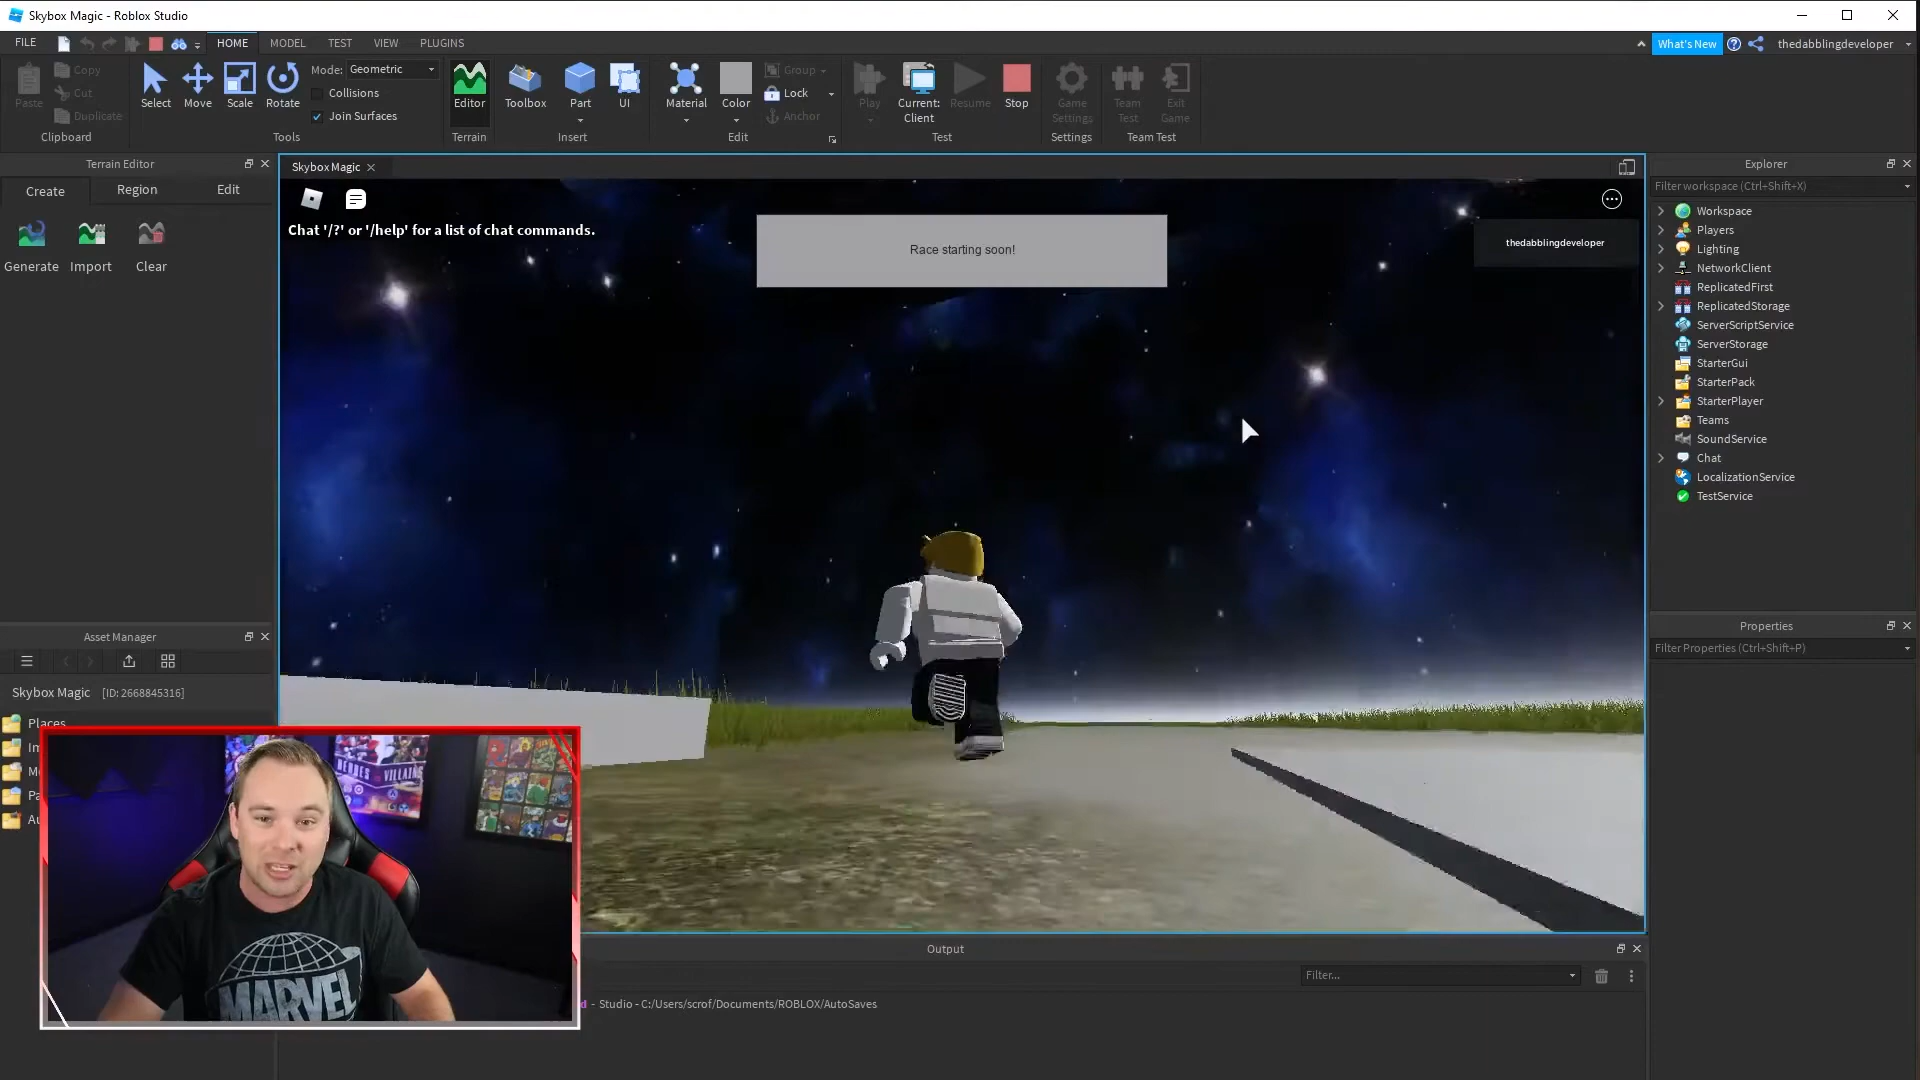 Skybox Magic - Roblox Studio
FILE
HOME
MODEL
TEST
VIEW
PLUGINS
What's New
thedabblingdeveloper
Paste
Copy
Cut
Duplicate
Clipboard
Select
Move
Scale
Rotate
Mode: Geometric
Collisions
Join Surfaces
Tools
Editor
Terrain
Toolbox
Part
UI
Insert
Material
Color
Group
Lock
Anchor
Edit
Play
Current:
Client
Resume
Stop
Test
Game
Settings
Settings
Team
Test
Exit
Game
Team Test
Terrain Editor
Create
Region
Edit
Generate
Import
Clear
Skybox Magic
Chat '/?' or '/help' for a list of chat commands.
Race starting soon!
thedabblingdeveloper
Explorer
Filter workspace (Ctrl+Shift+X)
Workspace
Players
Lighting
NetworkClient
ReplicatedFirst
ReplicatedStorage
ServerScriptService
ServerStorage
StarterGui
StarterPack
StarterPlayer
Teams
SoundService
Chat
LocalizationService
TestService
Properties
Filter Properties (Ctrl+Shift+P)
Asset Manager
Skybox Magic [ID: 2668845316]
Places
HEROES
VILLAINS
MARVEL
Output
Filter...
d - Studio - C:/Users/scrof/Documents/ROBLOX/AutoSaves